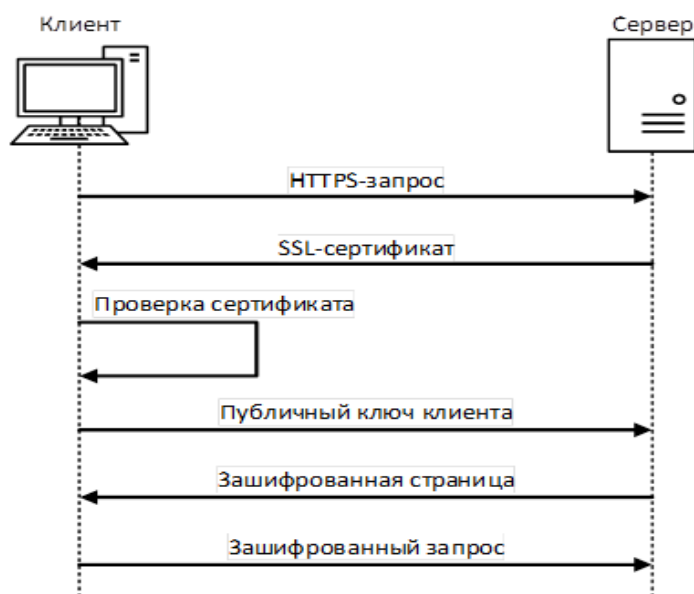 Клиент
Сервер
HTTPS-запрос
SSL-сертификат
Проверка сертификата
Публичный ключ клиента
Зашифрованная страница
Зашифрованный запрос